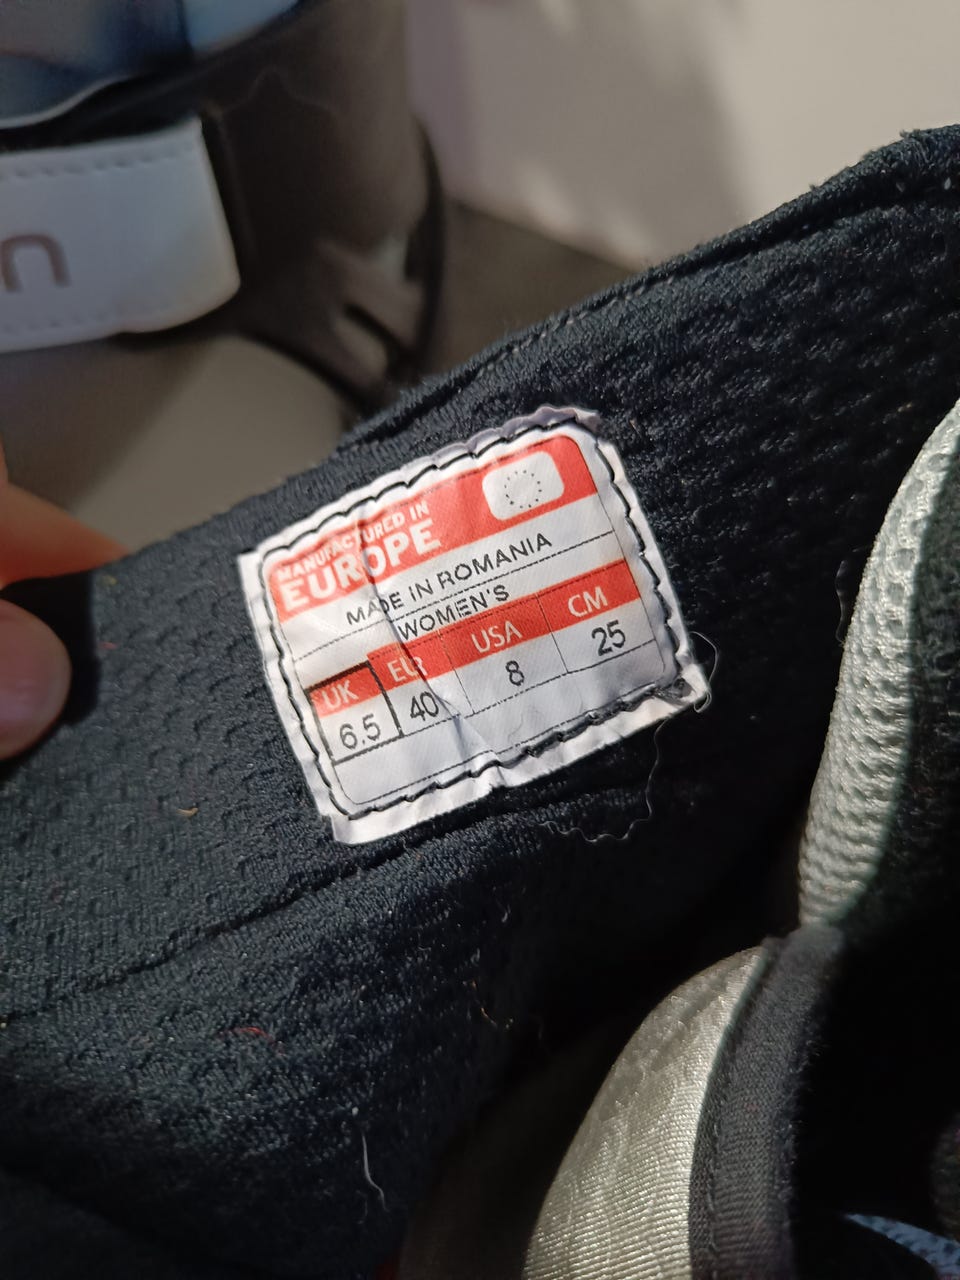 n
MANUFACTURED IN
EUROPE
MADE IN ROMANIA
WOMEN'S
UK EUR USA CM
6.5 40 8 25